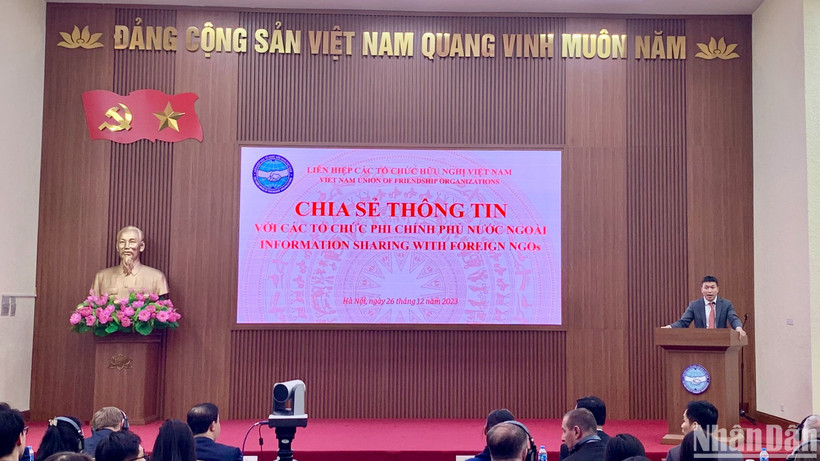 ĐẢNG CỘNG SẢN VIỆT NAM QUANG VINH MUÔN NĂM
LIÊN HIỆP CÁC TỔ CHỨC HỮU NGHỊ VIỆT NAM
VIET NAM UNION OF FRIENDSHIP ORGANIZATIONS
CHIA SẺ THÔNG TIN
VỚI CÁC TỔ CHỨC PHI CHÍNH PHỦ NƯỚC NGOÀI
INFORMATION SHARING WITH FOREIGN NGOs
Hà Nội, ngày 26 tháng 12 năm 2023
Nhân Dân